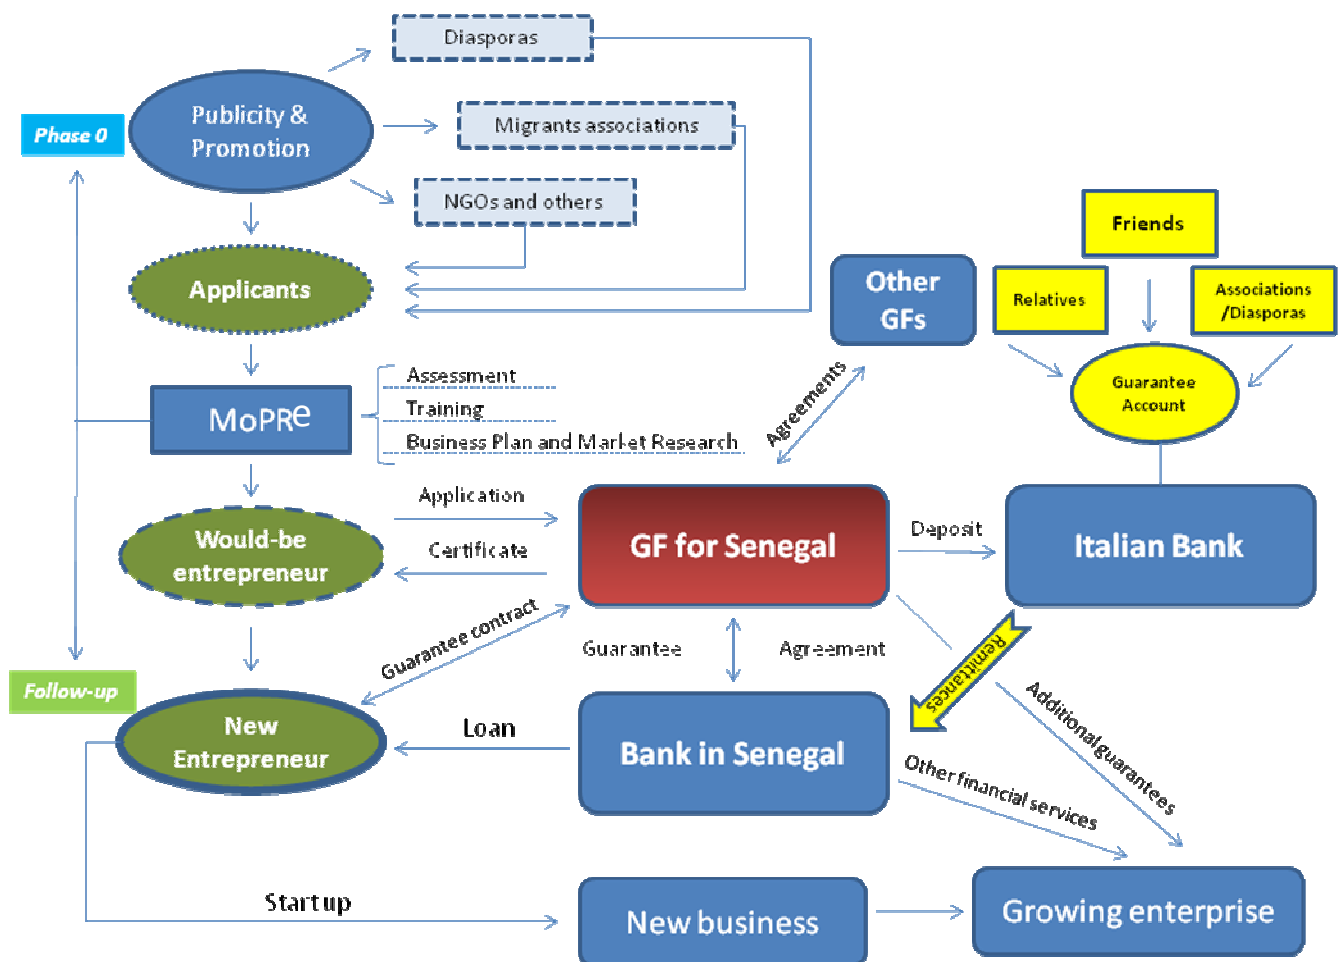 Diasporas
Phase 0
Publicity &
Promotion
Migrants associations
NGOs and others
Friends
Applicants
Other
GFs
Relatives
Associations
/Diasporas
Guarantee
Account
Agreements
MoPRe
Assessment
Training
Business Plan and Market Research
Application
Would-be
entrepreneur
Certificate
GF for Senegal
Deposit
Italian Bank
Guarantee contract
Guarantee
Agreement
Remittances
Follow-up
New
Entrepreneur
Loan
Bank in Senegal
Additional guarantees
Other financial services
Start up
New business
Growing enterprise